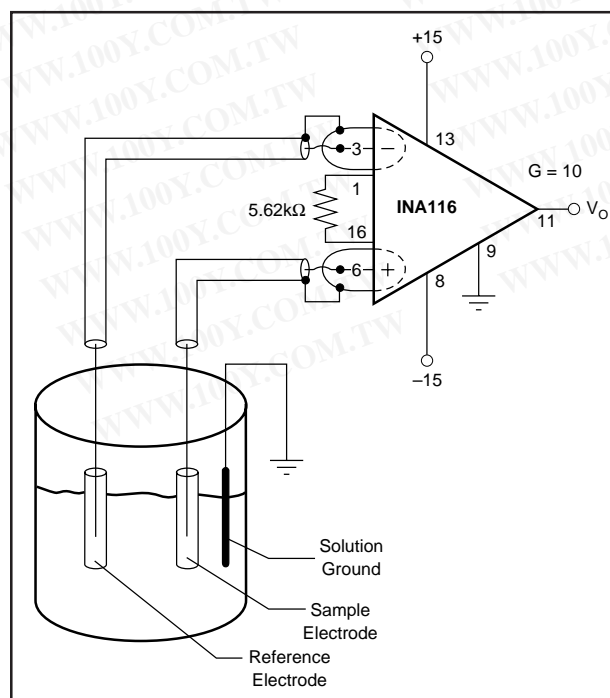 WWW.100Y.COM.TW
+15
13
G = 10
3
–
1
5.62kΩ
INA116
11
VO
16
9
6
+
8
–15
Solution
Ground
Sample
Electrode
Reference
Electrode